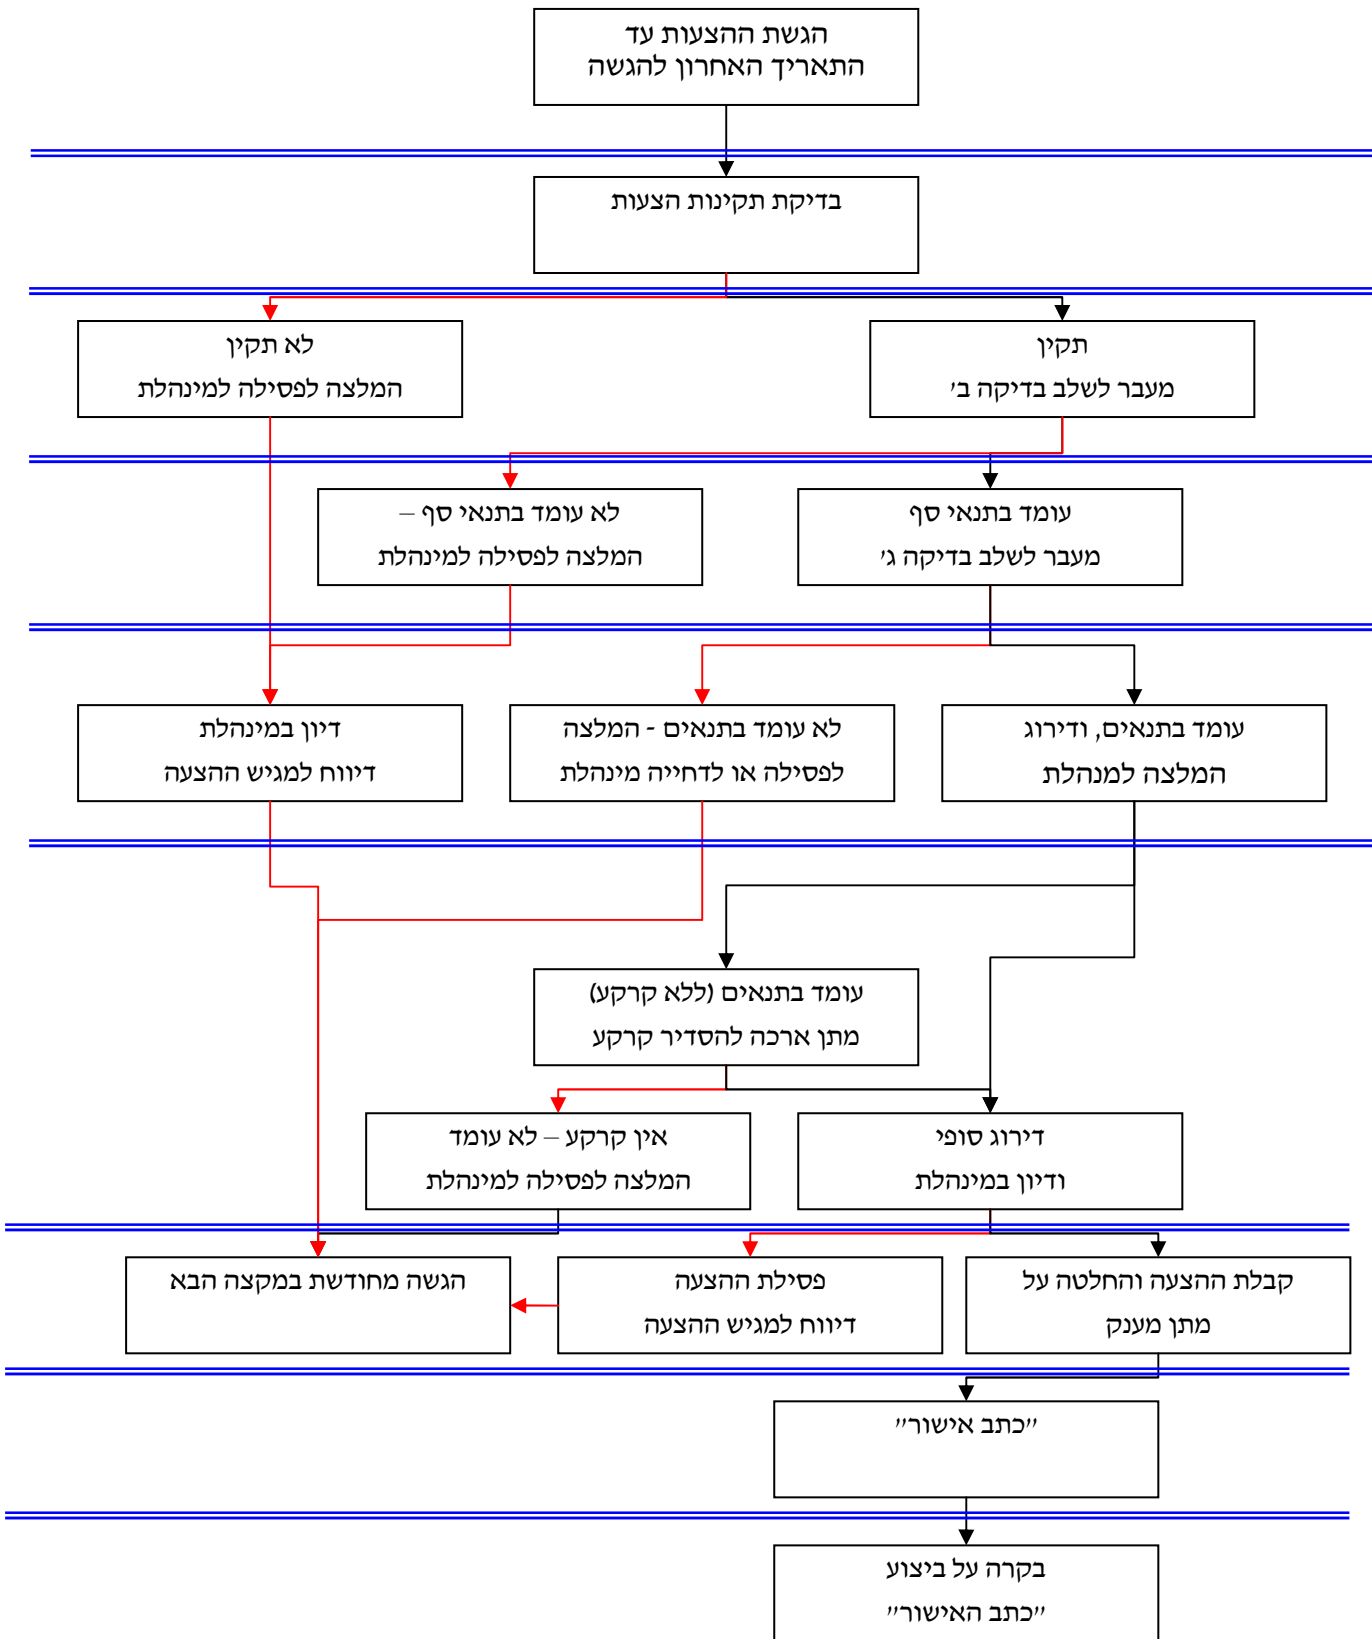 הגשת ההצעות עד
התאריך האחרון להגשה
בדיקת תקינות הצעות
תקין
מעבר לשלב בדיקה ב'
לא תקין
המלצה לפסילה למינהלת
עומד בתנאי סף
מעבר לשלב בדיקה ג'
לא עומד בתנאי סף –
המלצה לפסילה למינהלת
עומד בתנאים, ודירוג
המלצה למנהלת
לא עומד בתנאים - המלצה
לפסילה או לדחייה מינהלת
דיון במינהלת
דיווח למגיש ההצעה
עומד בתנאים (ללא קרקע)
מתן ארכה להסדיר קרקע
דירוג סופי
ודיון במינהלת
אין קרקע – לא עומד
המלצה לפסילה למינהלת
קבלת ההצעה והחלטה על
מתן מענק
פסילת ההצעה
דיווח למגיש ההצעה
הגשה מחודשת במקצה הבא
"כתב אישור"
בקרה על ביצוע
"כתב האישור"